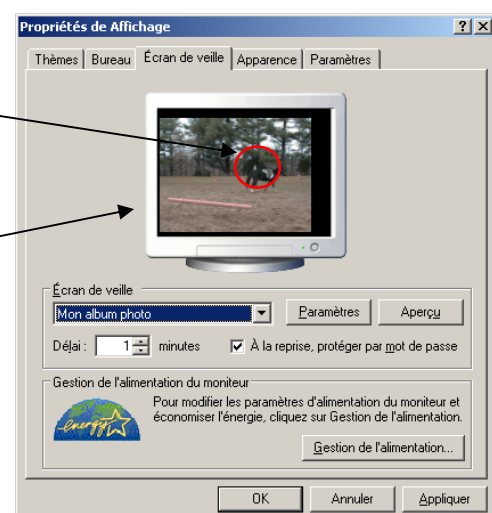 Propriétés de Affichage
Thèmes Bureau Écran de veille Apparence Paramètres
Écran de veille
Mon album photo Paramètres Aperçu
Délai : 1 minutes À la reprise, protéger par mot de passe
Gestion de l'alimentation du moniteur
Pour modifier les paramètres d'alimentation du moniteur et
économiser l'énergie, cliquez sur Gestion de l'alimentation.
energy
Gestion de l'alimentation...
OK Annuler Appliquer